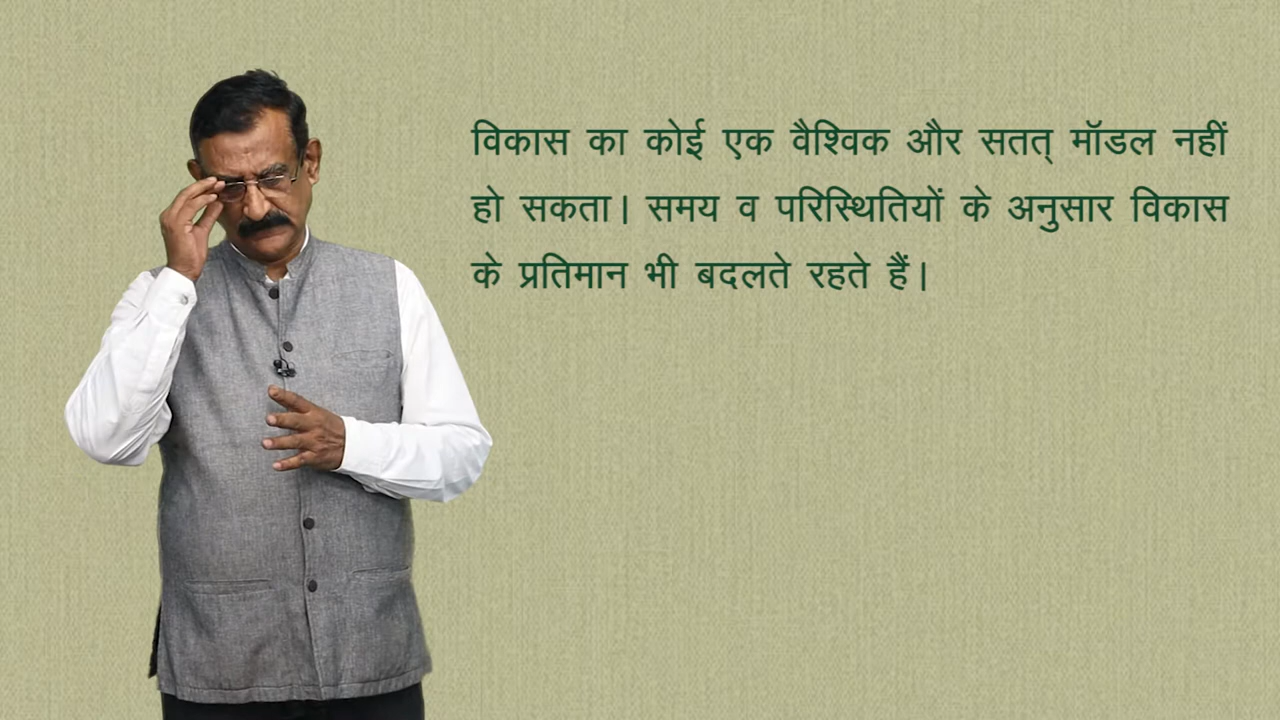 विकास का कोई एक वैश्विक और सतत् मॉडल नहीं
हो सकता। समय व परिस्थितियों के अनुसार विकास
के प्रतिमान भी बदलते रहते हैं।